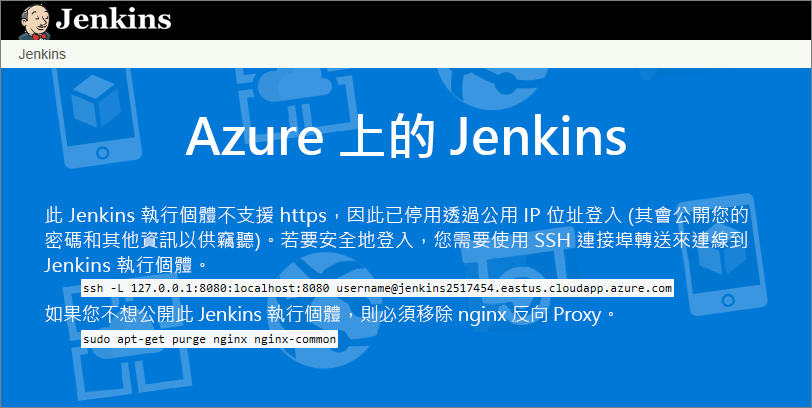 Jenkins
Jenkins
Azure 上的 Jenkins
此 Jenkins 執行個體不支援 https，因此已停用透過公用 IP 位址登入 (其會公開您的
密碼和其他資訊以供竊聽)。若要安全地登入，您需要使用 SSH 連接埠轉送來連線到
Jenkins 執行個體。
ssh -L 127.0.0.1:8080:localhost:8080 username@jenkins2517454.eastus.cloudapp.azure.com
如果您不想公開此 Jenkins 執行個體，則必須移除 nginx 反向 Proxy。
sudo apt-get purge nginx nginx-common